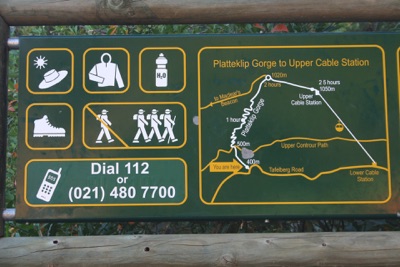 H₂O
Dial 112
or
(021) 480 7700
Platteklip Gorge to Upper Cable Station
1020m
2 hours
2 5 hours
1050m
Upper
Cable Station
To Maclear's
Beacon
Platteklip Gorge
1 hour
500m
Upper Contour Path
400m
You are here
Tafelberg Road
Lower Cable
Station